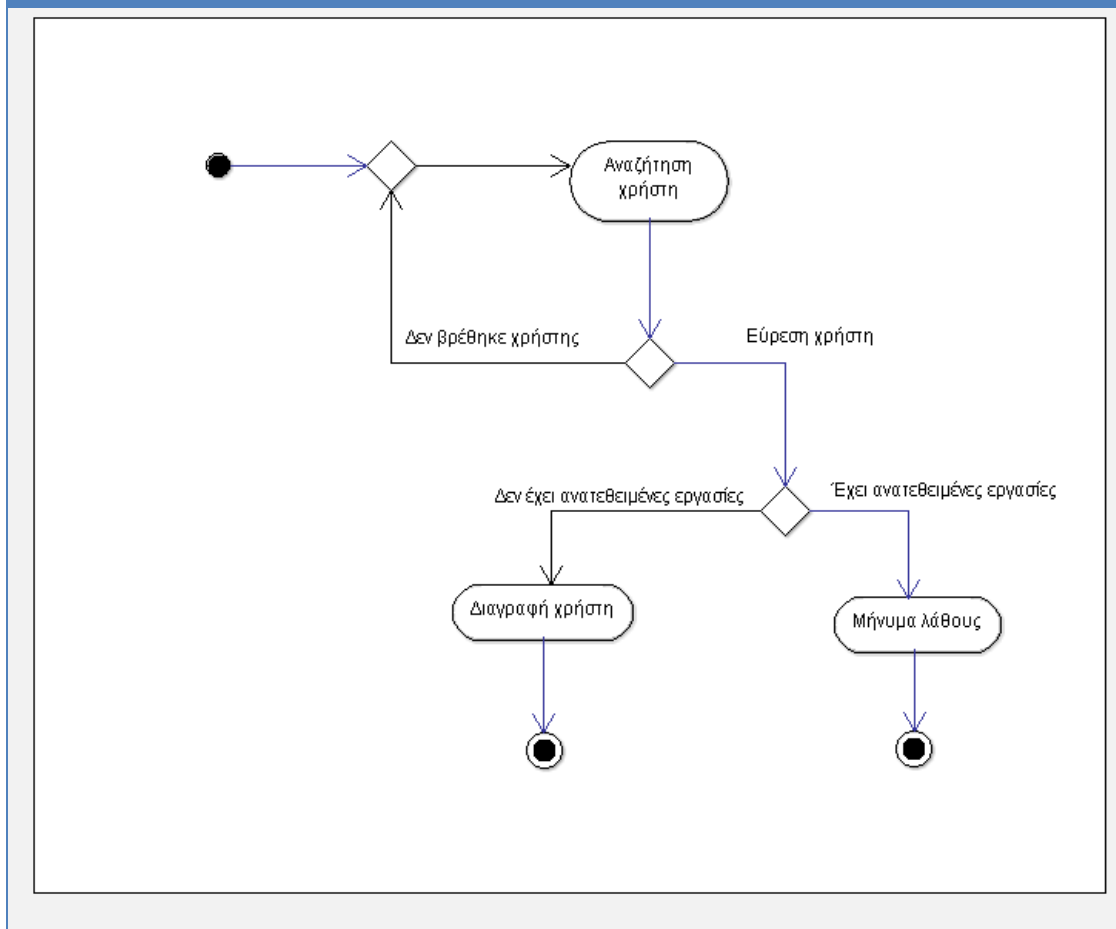 Αναζήτηση
χρήστη
Δεν βρέθηκε χρήστης
Εύρεση χρήστη
Δεν έχει ανατεθειμένες εργασίες
Έχει ανατεθειμένες εργασίες
Διαγραφή χρήστη
Μήνυμα λάθους